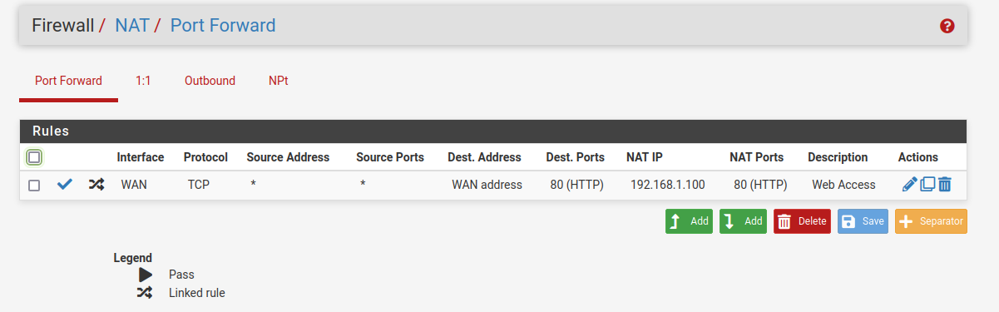 Firewall / NAT / Port Forward
Port Forward 1:1 Outbound NPt
Rules
Interface Protocol Source Address Source Ports Dest. Address Dest. Ports NAT IP NAT Ports Description Actions
WAN TCP * * WAN address 80 (HTTP) 192.168.1.100 80 (HTTP) Web Access
Add Add Delete Save Separator
Legend
Pass
Linked rule